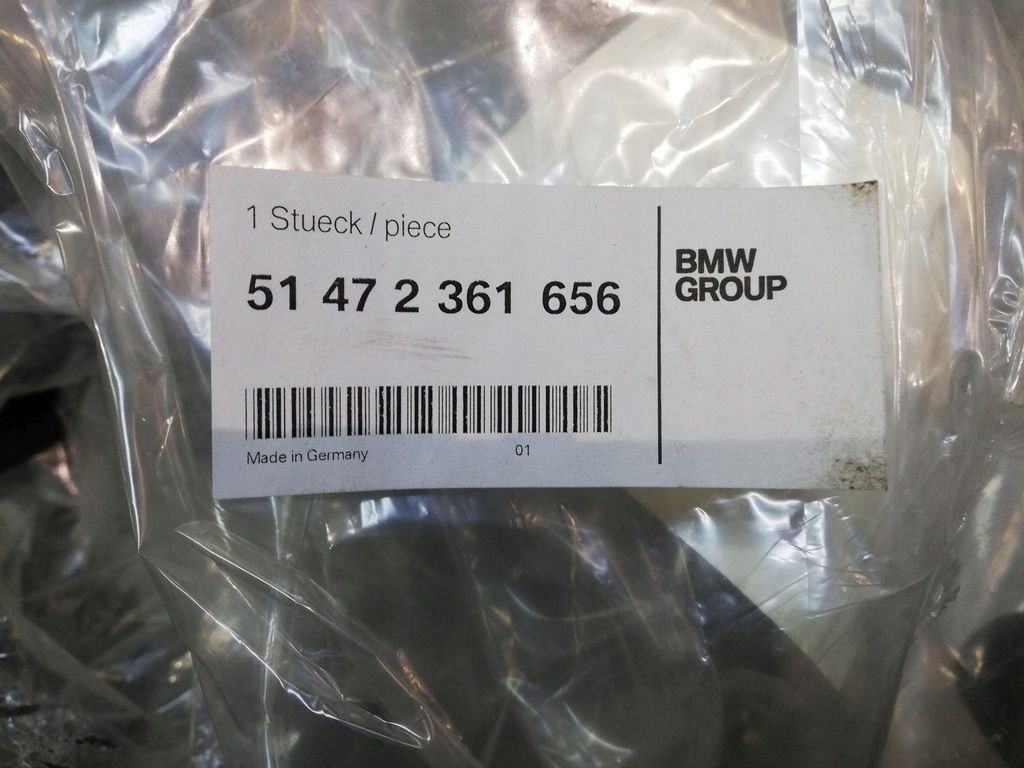 1 Stueck / piece
51 47 2 361 656
BMW
GROUP
Made in Germany
01